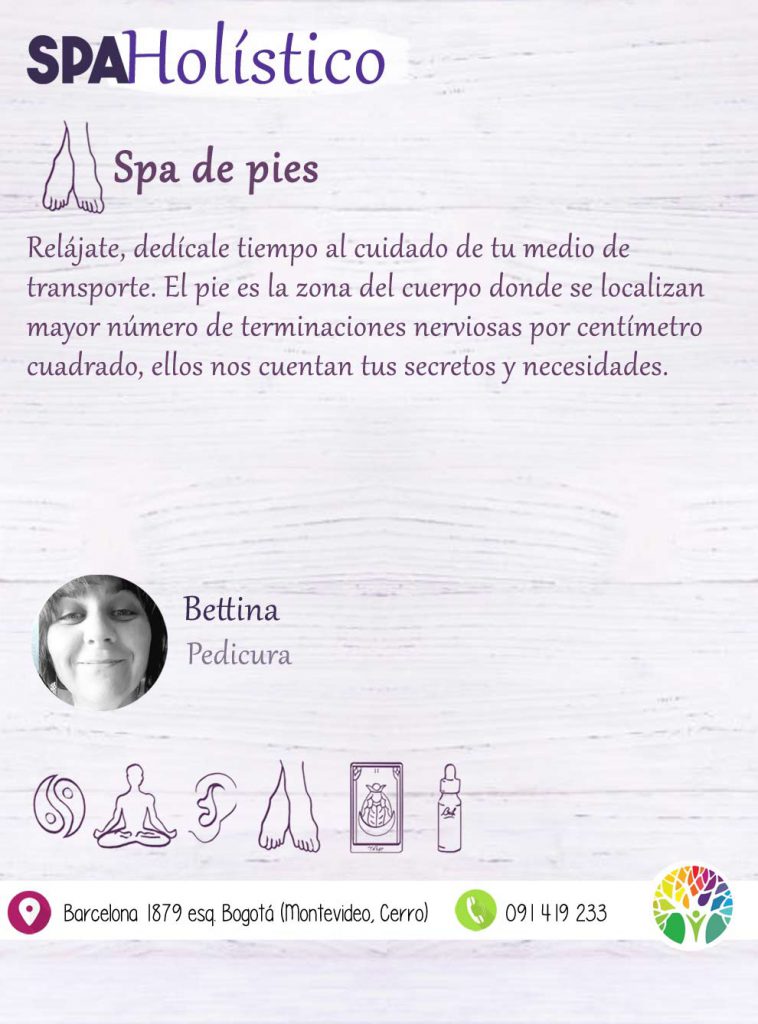 SPAHolístico
Spa de pies
Relájate, dedícale tiempo al cuidado de tu medio de
transporte. El pie es la zona del cuerpo donde se localizan
mayor número de terminaciones nerviosas por centímetro
cuadrado, ellos nos cuentan tus secretos y necesidades.
Bettina
Pedicura
II
Barcelona 1879 esq. Bogotá (Montevideo, Cerro)
091 419 233